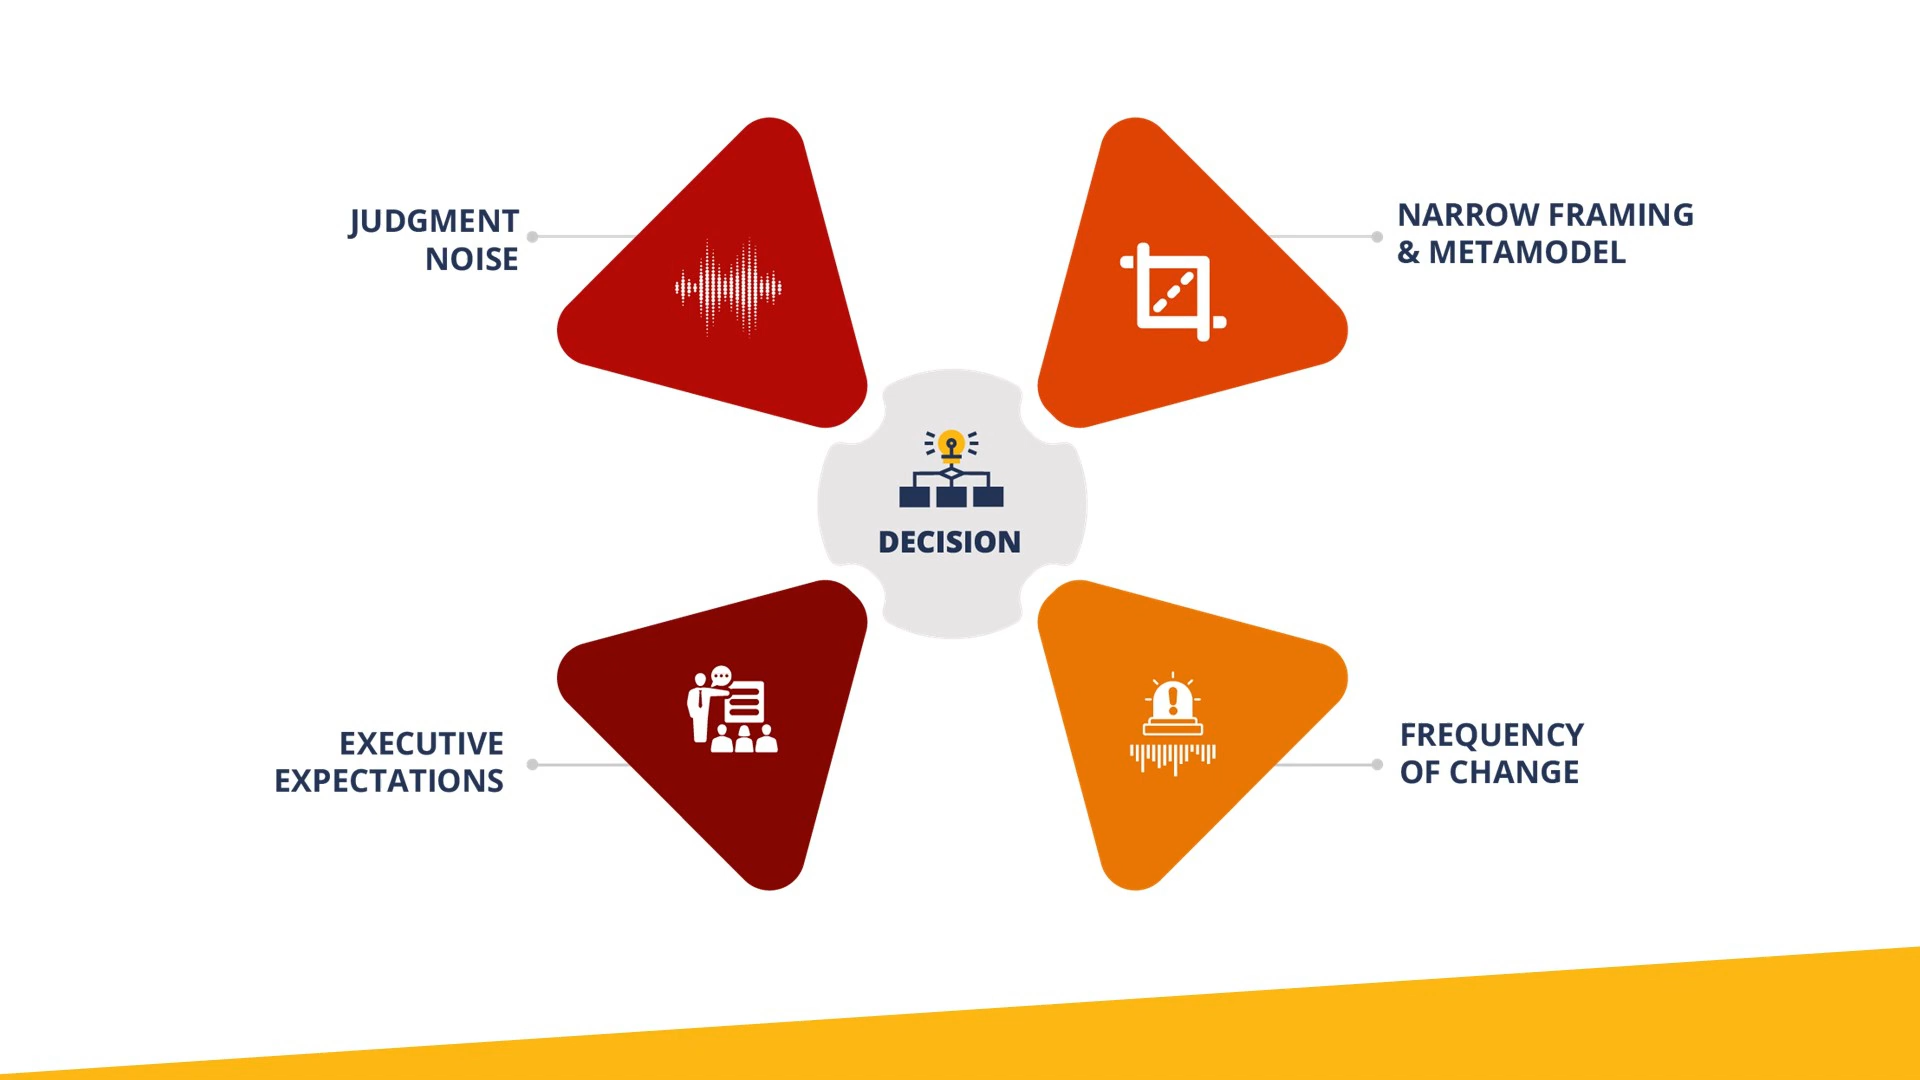 JUDGMENT
NOISE
NARROW FRAMING
& METAMODEL
DECISION
EXECUTIVE
EXPECTATIONS
FREQUENCY
OF CHANGE